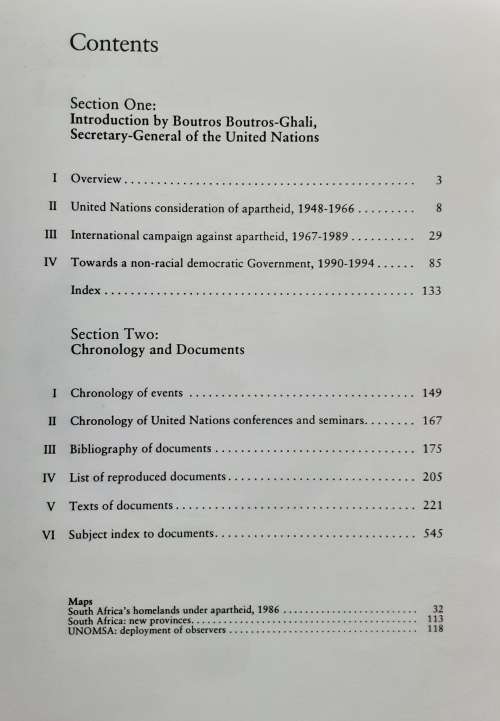 Contents
Section One:
Introduction by Boutros Boutros-Ghali,
Secretary-General of the United Nations
I Overview . . . . . . . . . . . . . . . . . . . . . . . . . . . . . . . . . . . . . . . . . . . 3
II United Nations consideration of apartheid, 1948-1966 . . . . . . . . . 8
III International campaign against apartheid, 1967-1989 . . . . . . . . . . 29
IV Towards a non-racial democratic Government, 1990-1994 . . . . . . 85
Index . . . . . . . . . . . . . . . . . . . . . . . . . . . . . . . . . . . . . . . . . . . . . . 133
Section Two:
Chronology and Documents
I Chronology of events . . . . . . . . . . . . . . . . . . . . . . . . . . . . . . . . . . 149
II Chronology of United Nations conferences and seminars. . . . . . . . 167
III Bibliography of documents . . . . . . . . . . . . . . . . . . . . . . . . . . . . . . 175
IV List of reproduced documents . . . . . . . . . . . . . . . . . . . . . . . . . . . . 205
V Texts of documents . . . . . . . . . . . . . . . . . . . . . . . . . . . . . . . . . . . . 221
VI Subject index to documents. . . . . . . . . . . . . . . . . . . . . . . . . . . . . . 545
Maps
South Africa's homelands under apartheid, 1986 . . . . . . . . . . . . . . . . . . . . . . . . 32
South Africa: new provinces. . . . . . . . . . . . . . . . . . . . . . . . . . . . . . . . . . . . . . . . 113
UNOMSA: deployment of observers . . . . . . . . . . . . . . . . . . . . . . . . . . . . . . . . . 118